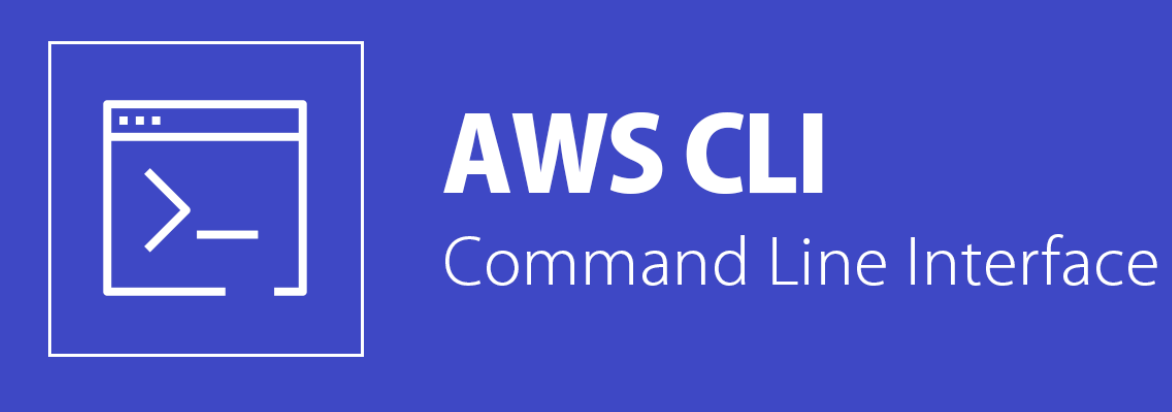 AWS CLI
Command Line Interface